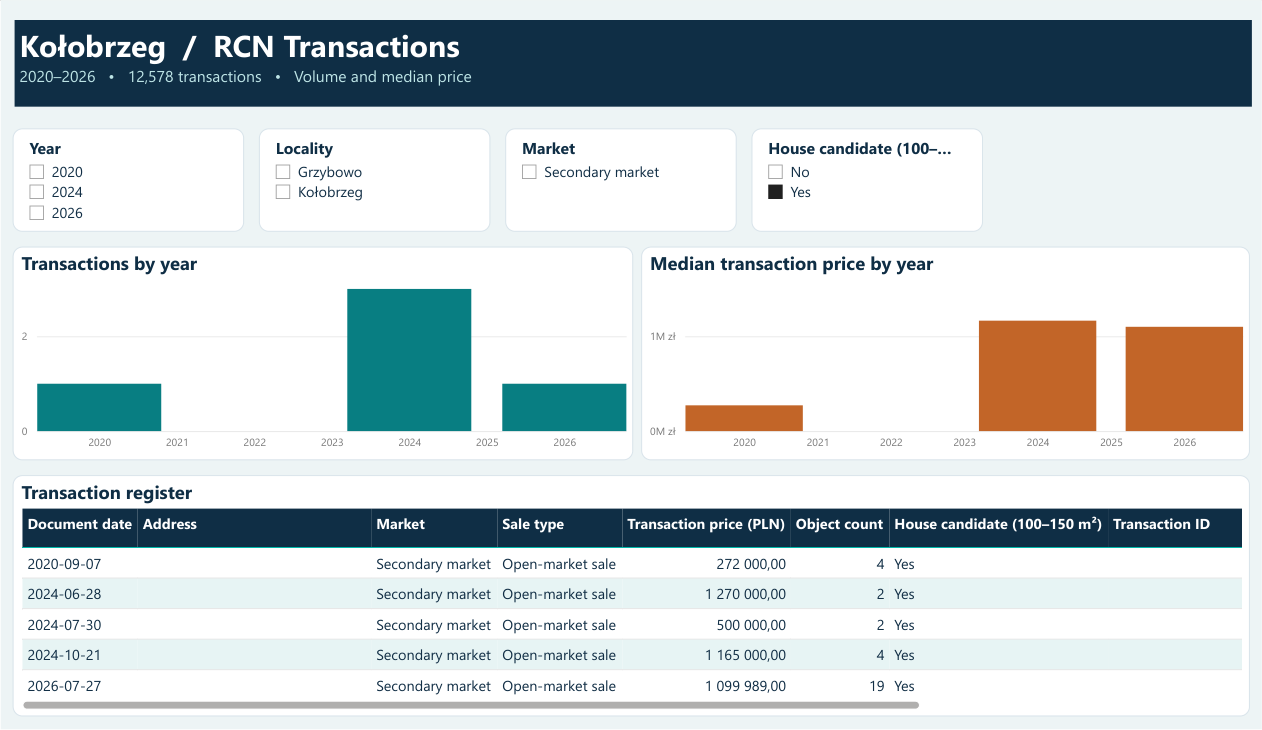 Kołobrzeg / RCN Transactions
2020–2026 • 12,578 transactions • Volume and median price
Year
2020
2024
2026
Locality
Grzybowo
Kołobrzeg
Market
Secondary market
House candidate (100–...
No
Yes
Transactions by year
2
0
2020 2021 2022 2023 2024 2025 2026
Median transaction price by year
1M zł
0M zł
2020 2021 2022 2023 2024 2025 2026
Transaction register
Document date Address Market Sale type Transaction price (PLN) Object count House candidate (100–150 m²) Transaction ID
2020-09-07 Secondary market Open-market sale 272 000,00 4 Yes
2024-06-28 Secondary market Open-market sale 1 270 000,00 2 Yes
2024-07-30 Secondary market Open-market sale 500 000,00 2 Yes
2024-10-21 Secondary market Open-market sale 1 165 000,00 4 Yes
2026-07-27 Secondary market Open-market sale 1 099 989,00 19 Yes